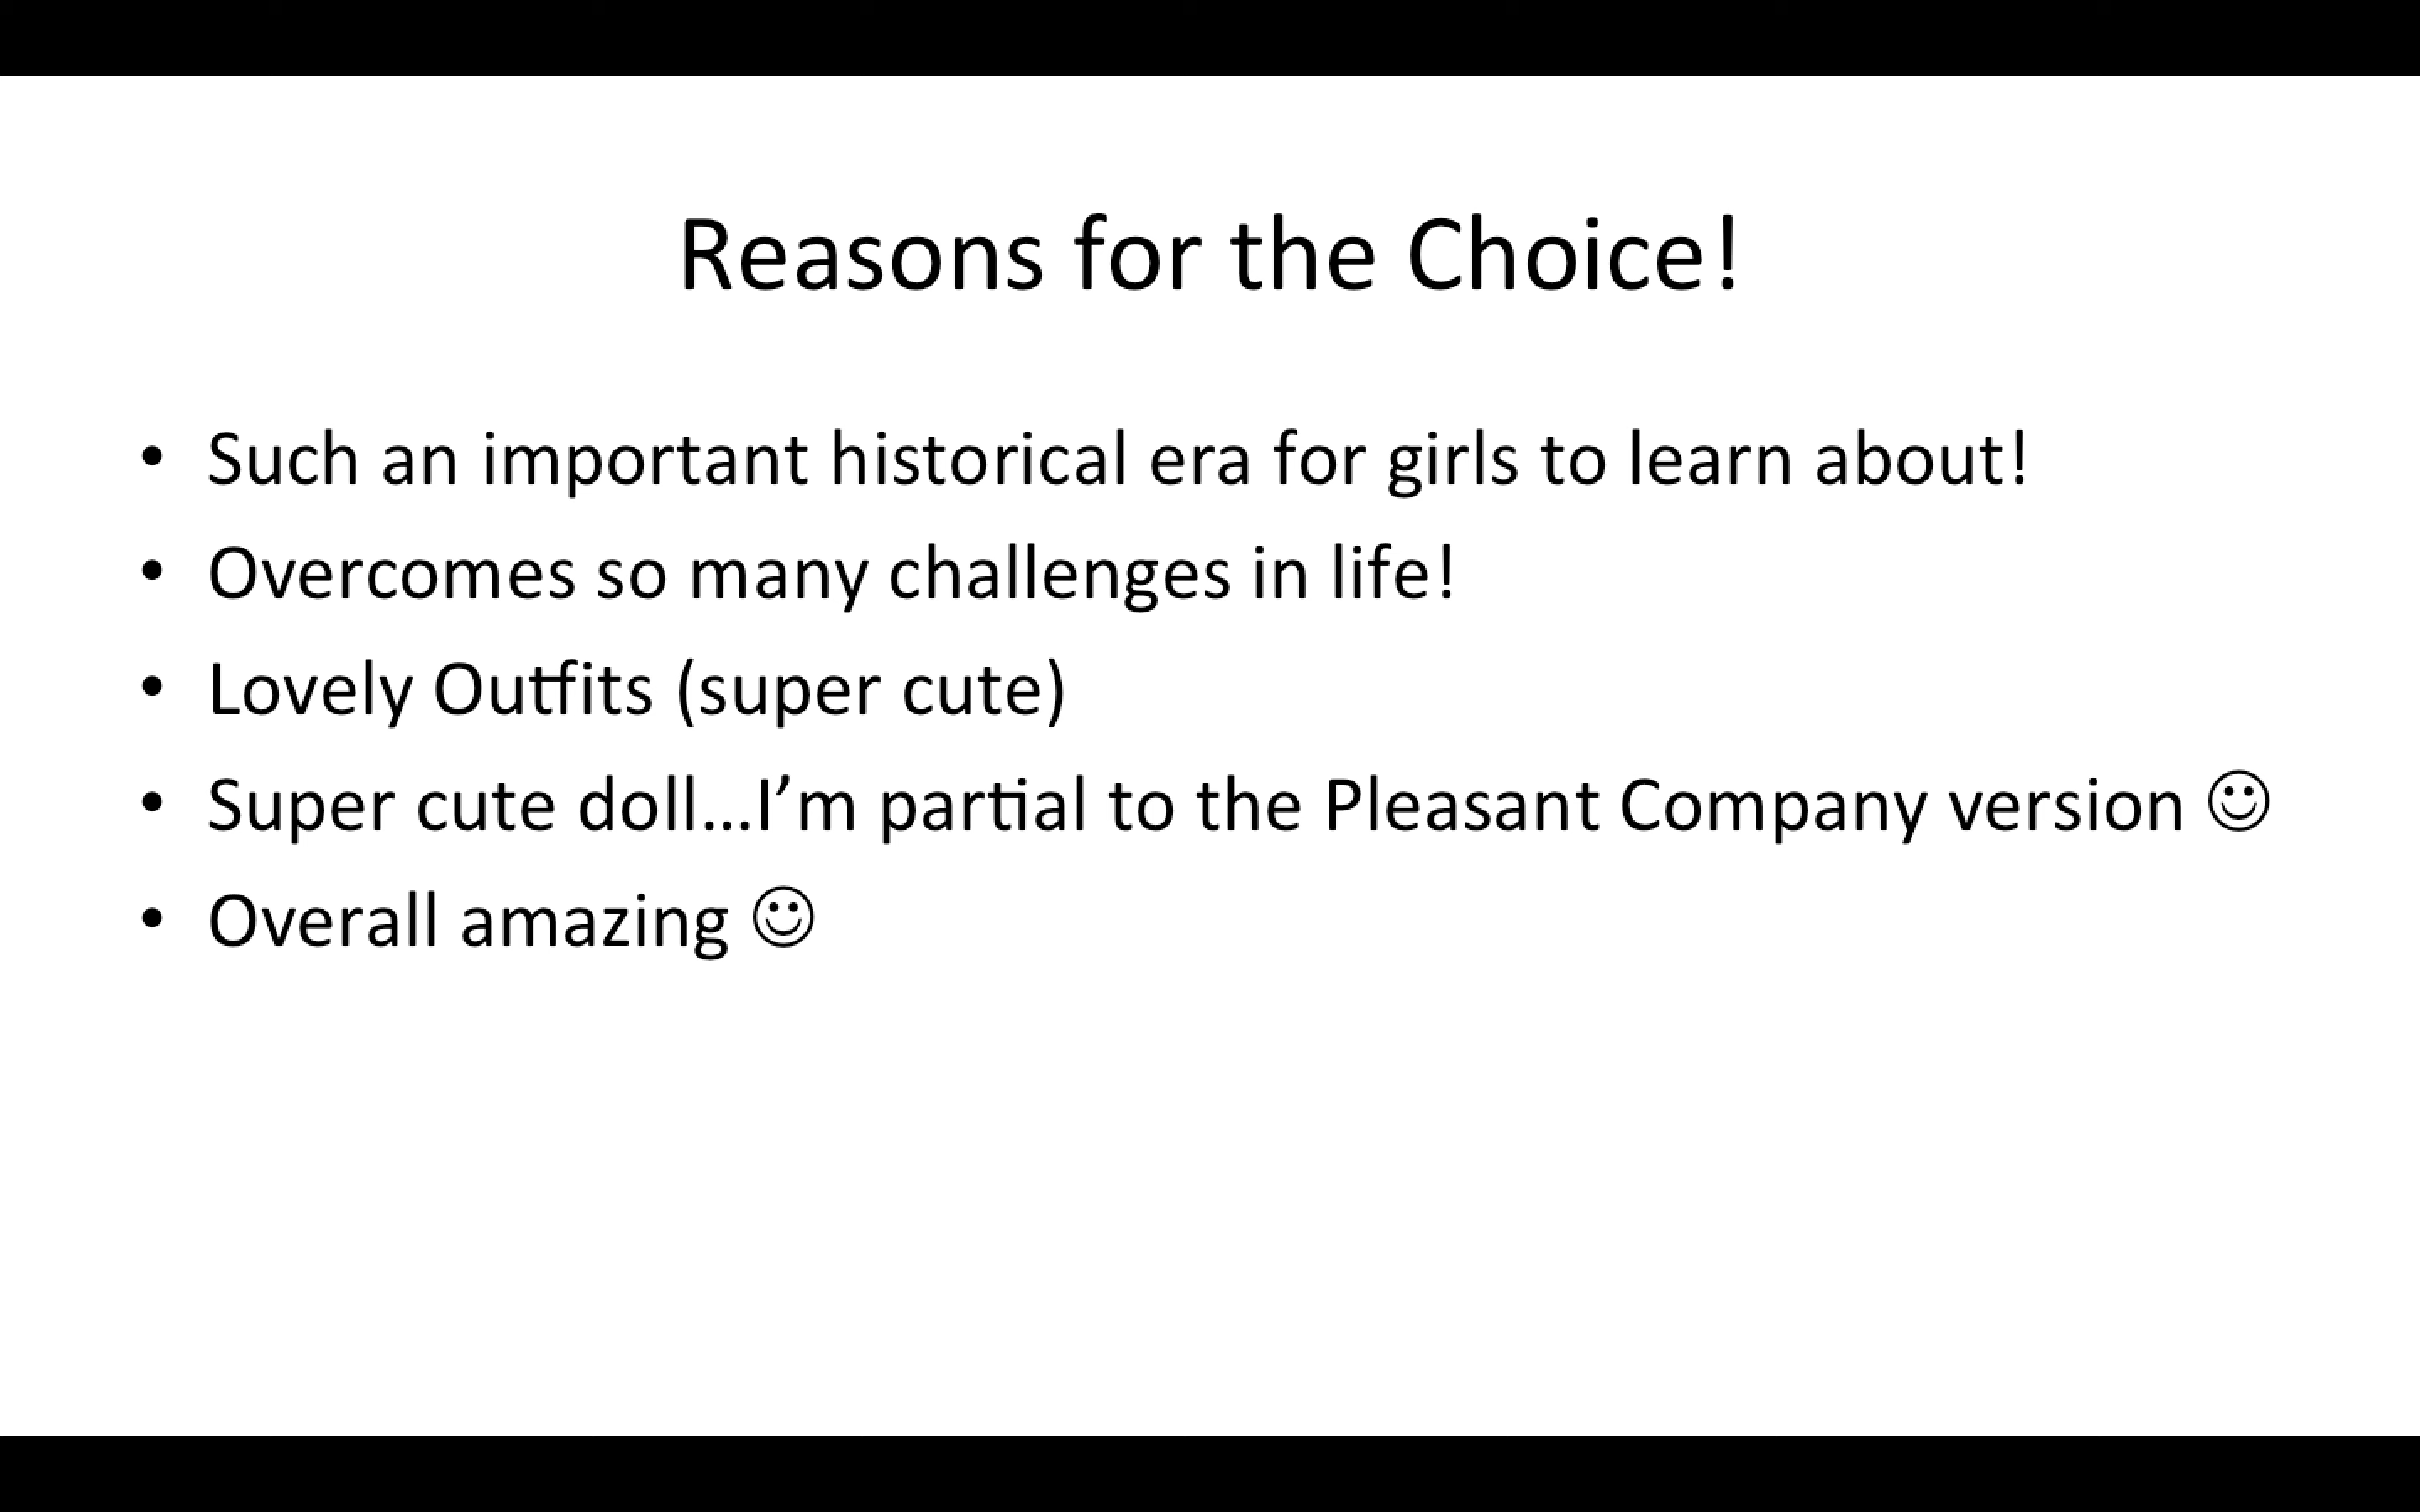 Reasons for the Choice!
• Such an important historical era for girls to learn about!
• Overcomes so many challenges in life!
• Lovely Outfits (super cute)
• Super cute doll...I’m partial to the Pleasant Company version ☺
• Overall amazing ☺